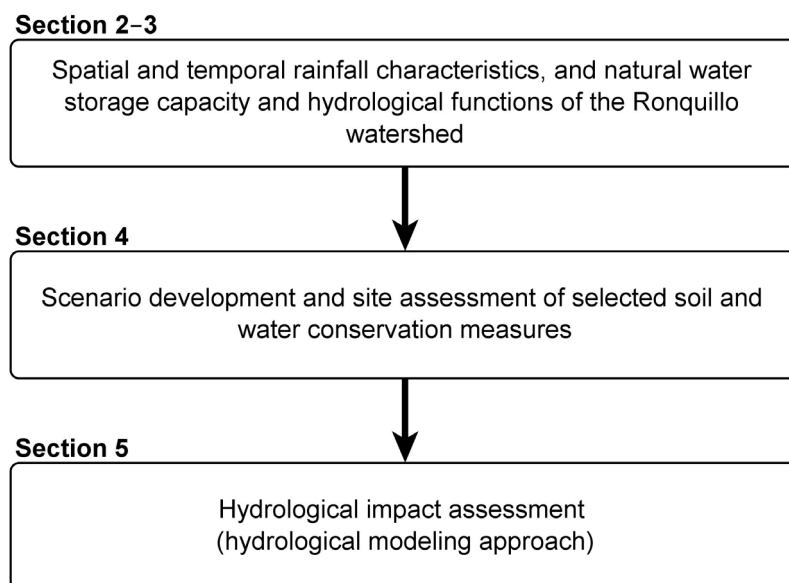 Section 2–3
Spatial and temporal rainfall characteristics, and natural water
storage capacity and hydrological functions of the Ronquillo
watershed
Section 4
Scenario development and site assessment of selected soil and
water conservation measures
Section 5
Hydrological impact assessment
(hydrological modeling approach)